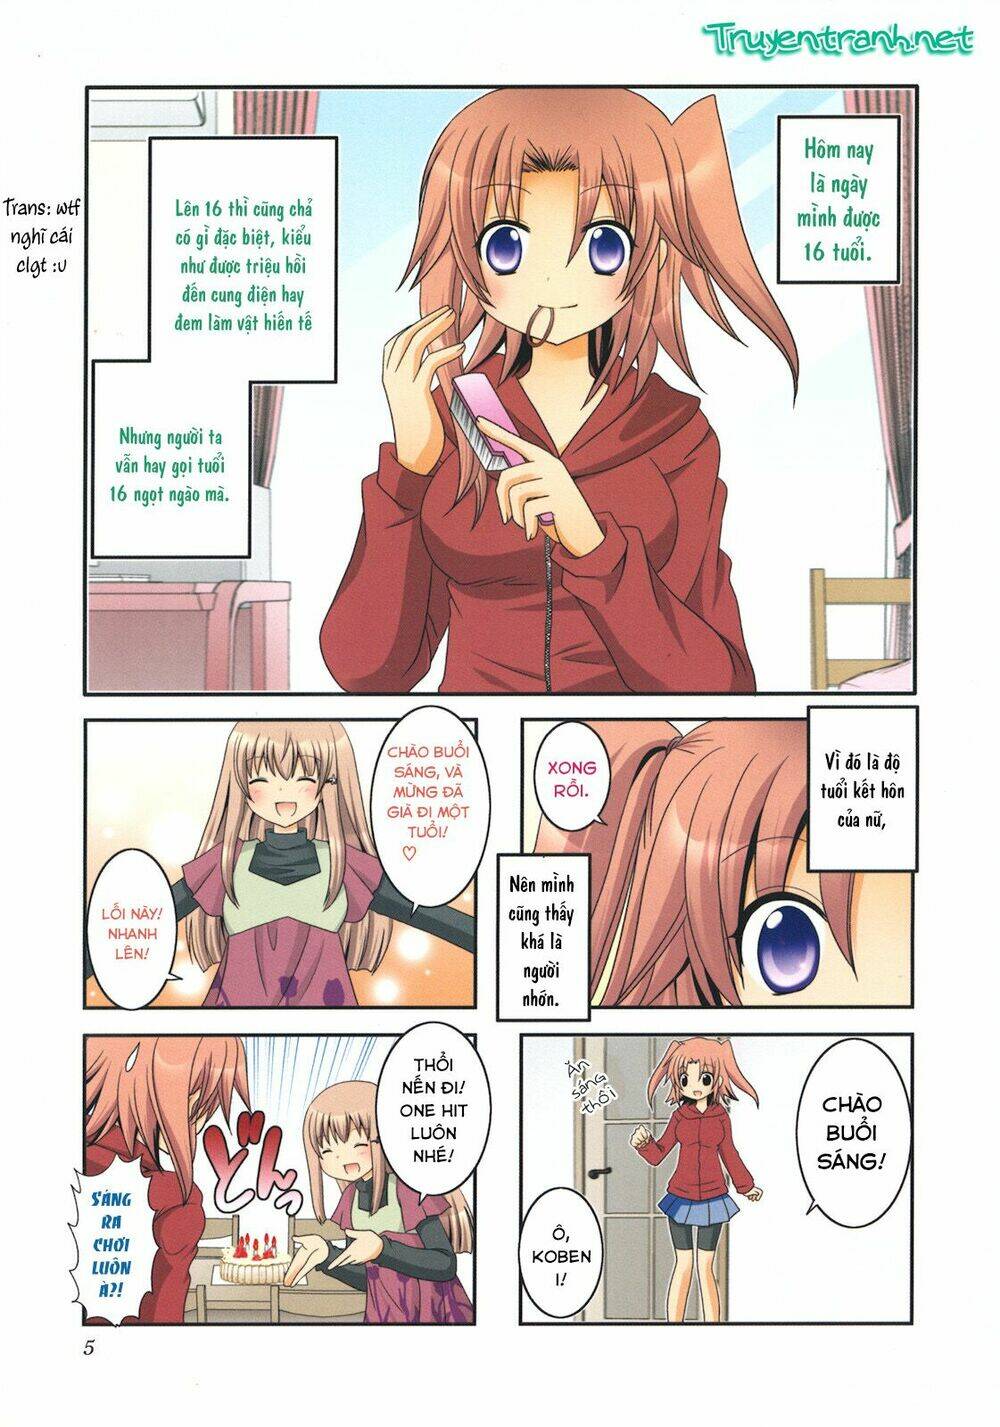 Truyentranh.net
Hôm nay
là ngày
mình được
16 tuổi.
Lên 16 thì cũng chả
có gì đặc biệt, kiểu
như được triệu hồi
đến cung điện hay
đem làm vật hiến tế
Trans: wtf
nghĩ cái
clgt :u
Nhưng người ta
vẫn hay gọi tuổi
16 ngọt ngào mà.
Vì đó là độ
tuổi kết hôn
của nữ,
XONG
RỒI.
Nên mình
cũng thấy
khá là
người
nhớn.
Ăn
sáng
thôi
CHÀO
BUỔI
SÁNG!
Ô,
KOBEN
I!
CHÀO BUỔI
SÁNG, VÀ
MỪNG ĐÃ
GIÀ ĐI MỘT
TUỔI!
♡
LỐI NÀY!
NHANH
LÊN!
THỔI
NẾN ĐI!
ONE HIT
LUÔN
NHÉ!
どんっ
SÁNG
RA
CHƠI
LUÔN
À?!
5